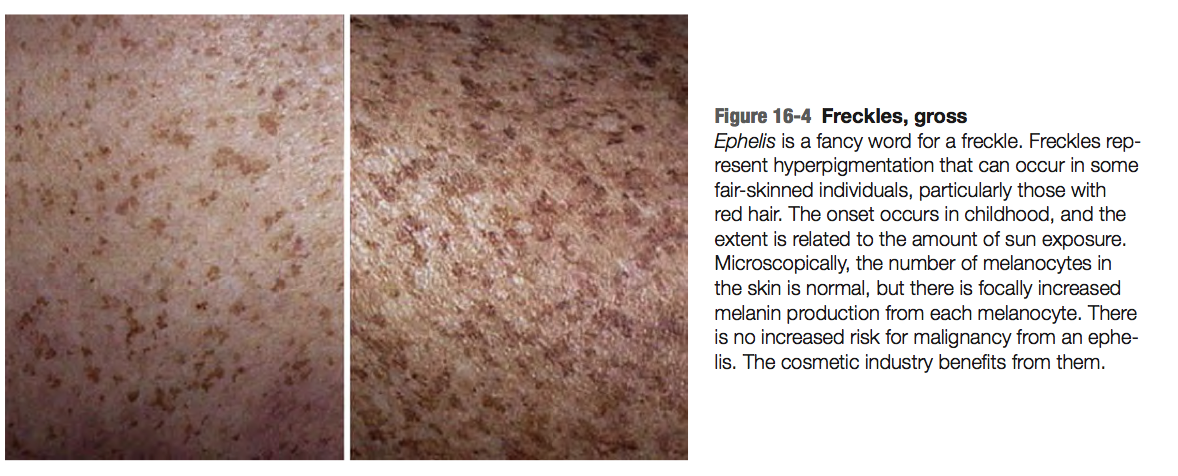 Figure 16-4 Freckles, gross
Ephelis is a fancy word for a freckle. Freckles rep-
resent hyperpigmentation that can occur in some
fair-skinned individuals, particularly those with
red hair. The onset occurs in childhood, and the
extent is related to the amount of sun exposure.
Microscopically, the number of melanocytes in
the skin is normal, but there is focally increased
melanin production from each melanocyte. There
is no increased risk for malignancy from an ephe-
lis. The cosmetic industry benefits from them.